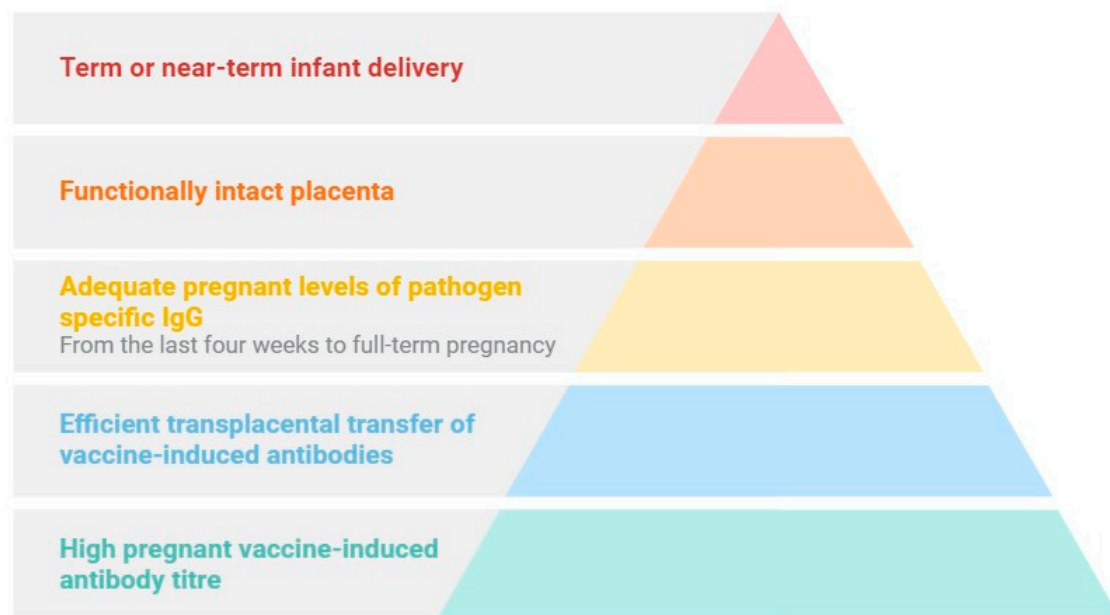 Term or near-term infant delivery
Functionally intact placenta
Adequate pregnant levels of pathogen
specific IgG
From the last four weeks to full-term pregnancy
Efficient transplacental transfer of
vaccine-induced antibodies
High pregnant vaccine-induced
antibody titre